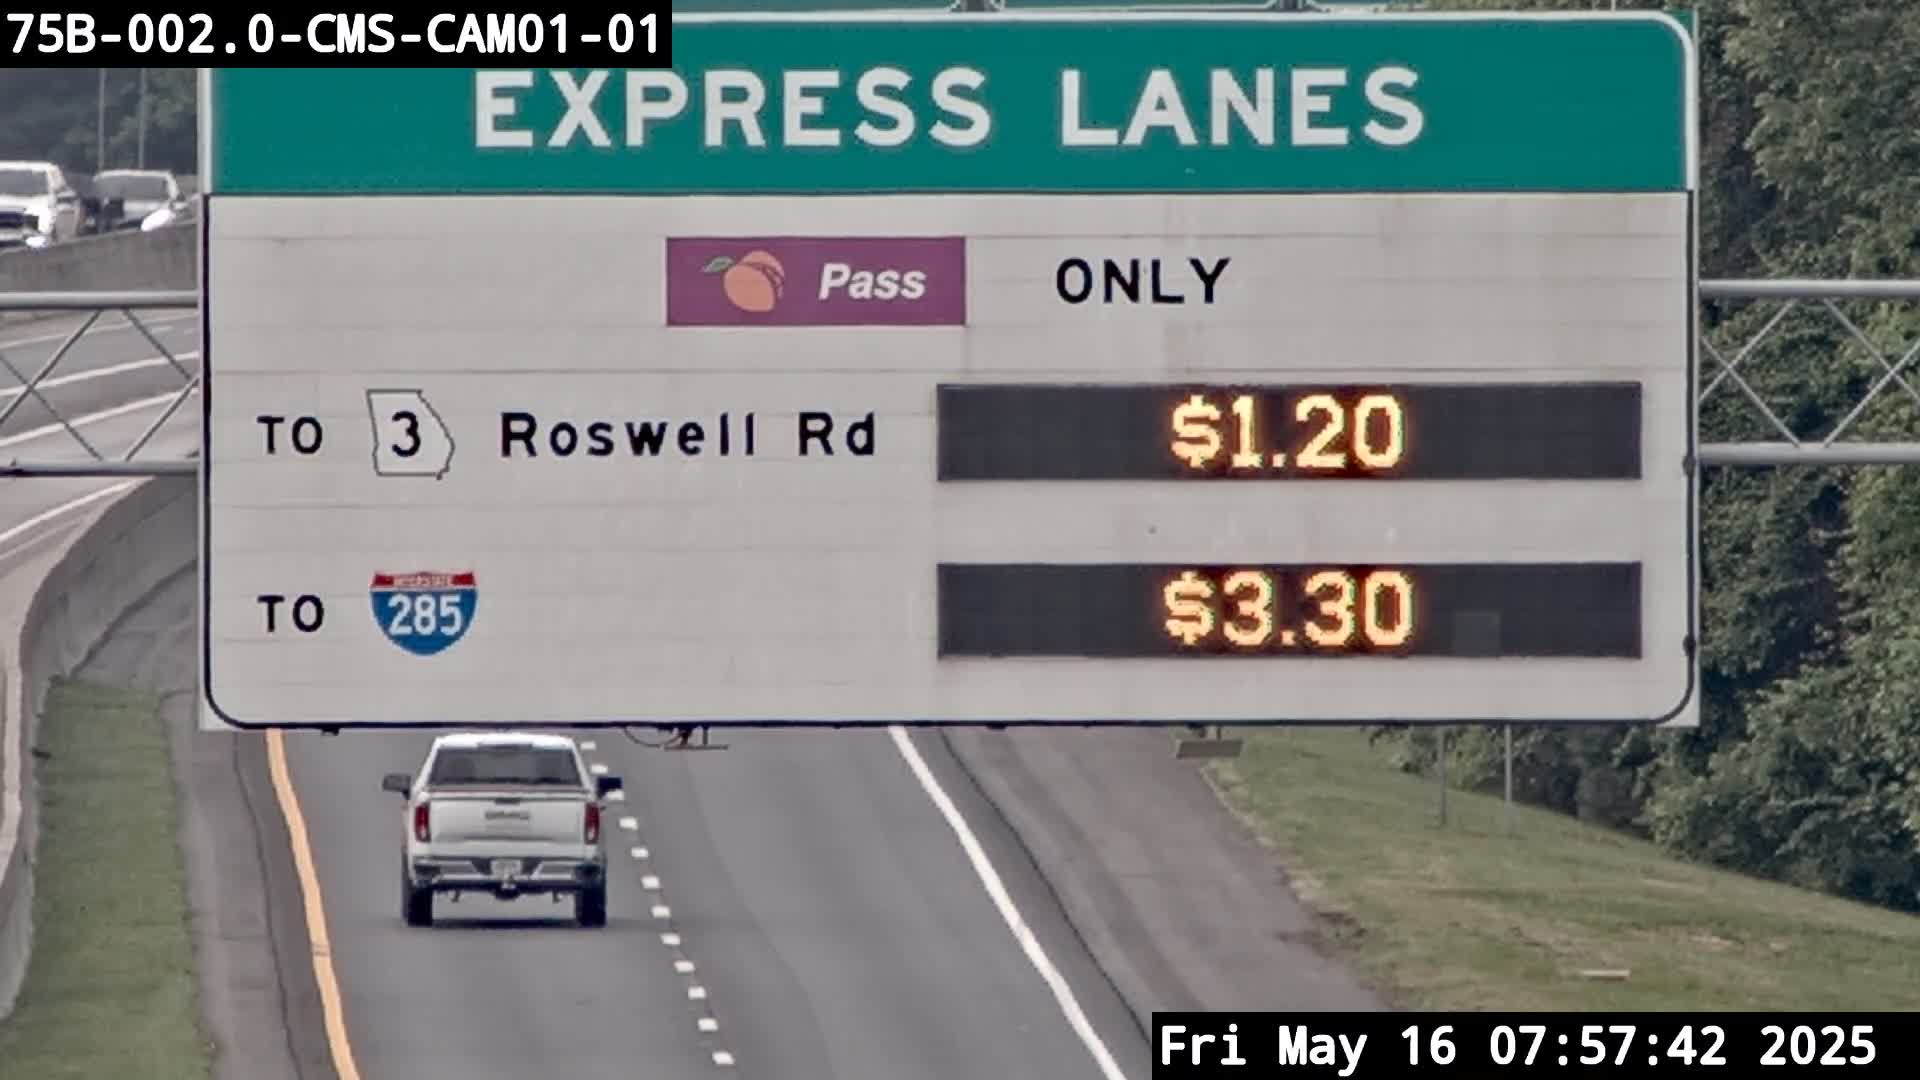 75B-002.0-CMS-CAM01-01
EXPRESS LANES
Pass ONLY
TO 3 Roswell Rd $1.20
TO INTERSTATE 285 $3.30
Fri May 16 07:57:42 2025